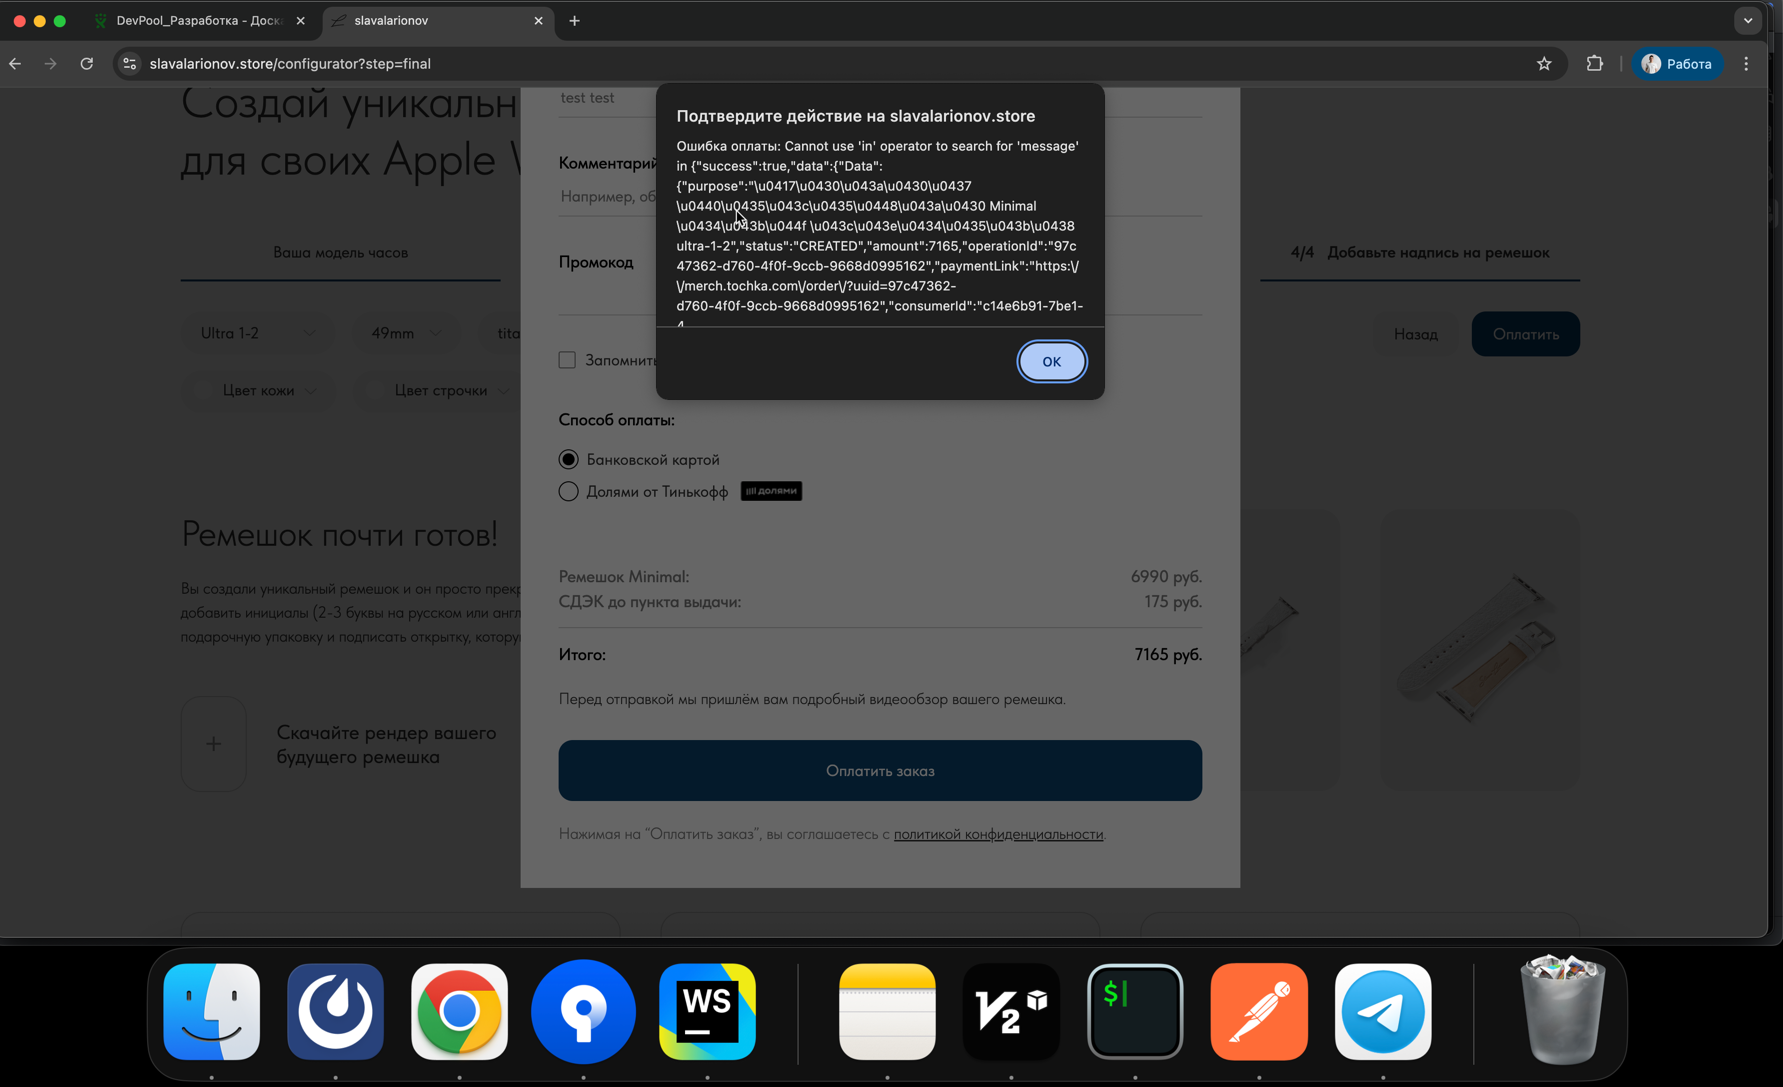 DevPool_Разработка - Доска
slavalarionov
slavalarionov.store/configurator?step=final
Работа
Создай уникальн
для своих Apple W
Ваша модель часов
Ultra 1-2
49mm
tita
Цвет кожи
Цвет строчки
Ремешок почти готов!
Вы создали уникальный ремешок и он просто прекр
добавить инициалы (2-3 буквы на русском или англ
подарочную упаковку и подписать открытку, котору
Скачайте рендер вашего
будущего ремешка
test test
Комментарий
Например, об
Промокод
Запомнить
Подтвердите действие на slavalarionov.store
Ошибка оплаты: Cannot use 'in' operator to search for 'message'
in {"success":true,"data":{"Data":
{"purpose":"\u0417\u0430\u043a\u0430\u0437
\u0440\u0435\u043c\u0435\u0448\u043a\u0430 Minimal
\u0434\u043b\u044f \u043c\u043e\u0434\u0435\u043b\u0438
ultra-1-2","status":"CREATED","amount":7165,"operationId":"97c
47362-d760-4f0f-9ccb-9668d0995162","paymentLink":"https:\/
\/merch.tochka.com\/order\/?uuid=97c47362-
d760-4f0f-9ccb-9668d0995162","consumerId":"c14e6b91-7be1-
4
OK
Способ оплаты:
Банковской картой
Долями от Тинькофф
долями
Ремешок Minimal:
6990 руб.
СДЭК до пункта выдачи:
175 руб.
Итого:
7165 руб.
Перед отправкой мы пришлём вам подробный видеообзор вашего ремешка.
Оплатить заказ
Нажимая на "Оплатить заказ", вы соглашаетесь с политикой конфиденциальности.
4/4 Добавьте надпись на ремешок
Назад
Оплатить
WS
V2
$